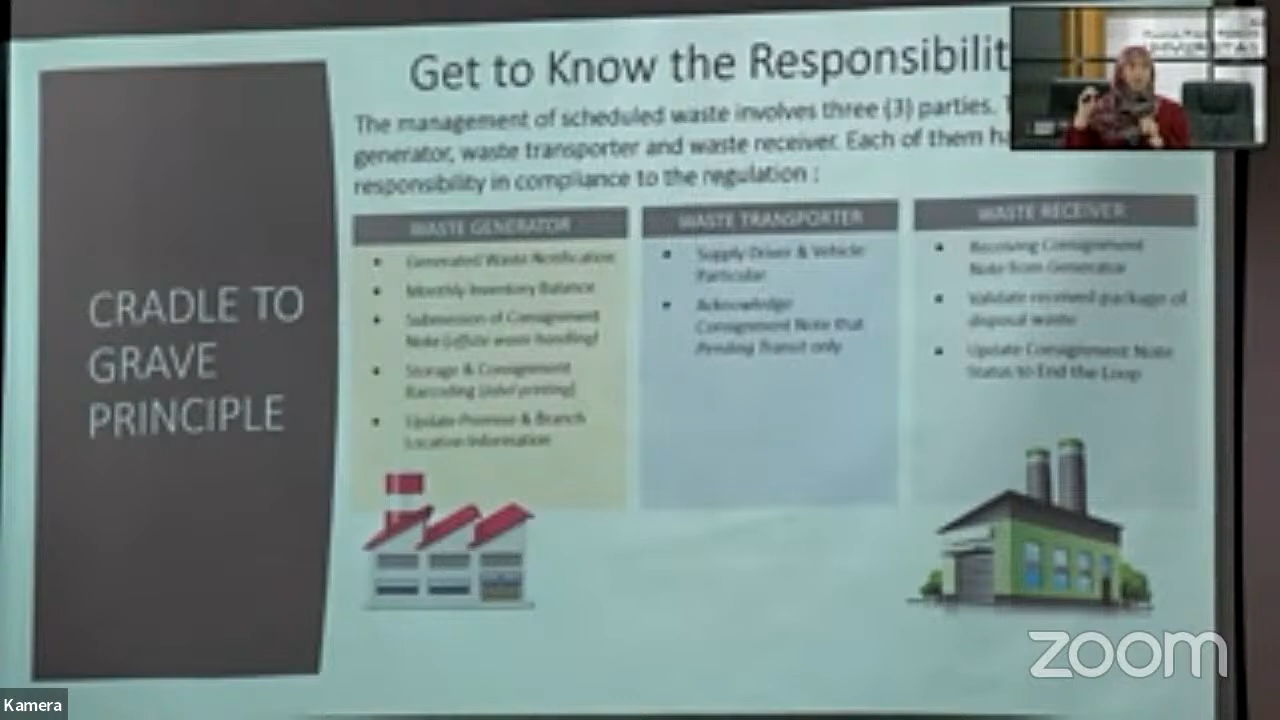 Get to Know the Responsibilit
The management of scheduled waste involves three (3) parties.
generator, waste transporter and waste receiver. Each of them ha
responsibility in compliance to the regulation :
CRADLE TO
GRAVE
PRINCIPLE
WASTE GENERATOR
• Generated Waste Notification
• Monthly Inventory Balance
• Submission of Consignment
Note (offsite waste handling)
• Storage & Consignment
Barcoding (label printing)
• Update Premise & Branch
Location Information
WASTE TRANSPORTER
• Supply Driver & Vehicle
Particular
• Acknowledge
Consignment Note that
Pending Transit only
WASTE RECEIVER
• Receiving Consignment
Note from Generator
• Validate received package of
disposal waste
• Update Consignment Note
Status to End the Loop
UNIVERSITAS
zoom
Kamera